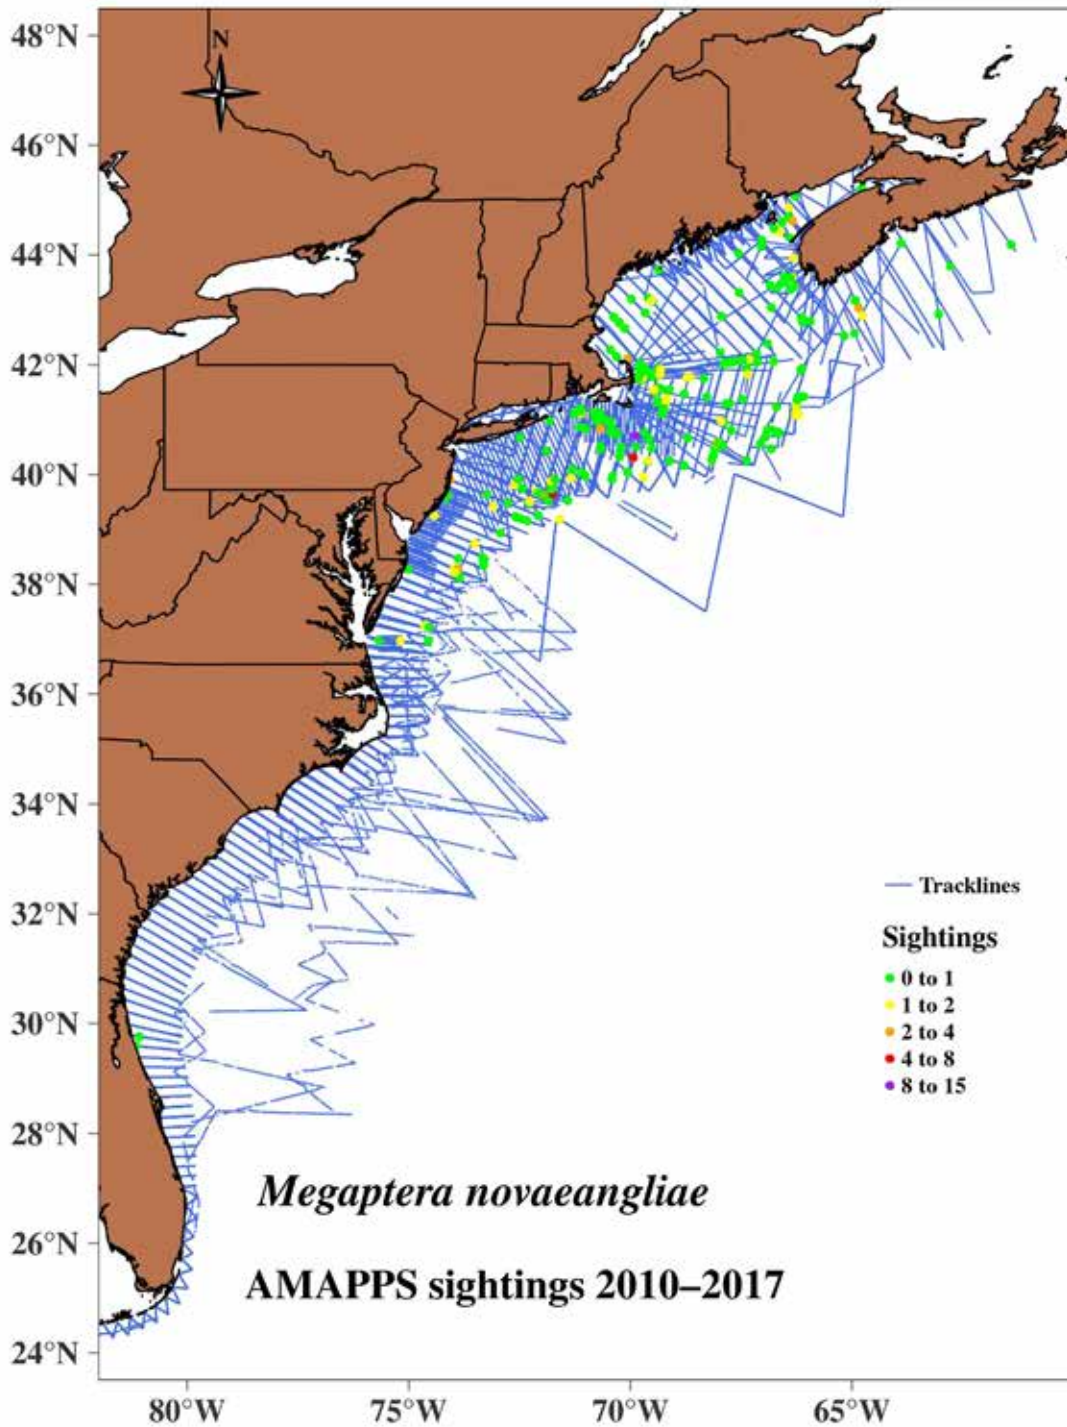 48°N
N
46°N
44°N
42°N
40°N
38°N
36°N
34°N
32°N
30°N
28°N
26°N
24°N
Tracklines
Sightings
0 to 1
1 to 2
2 to 4
4 to 8
8 to 15
Megaptera novaeangliae
AMAPPS sightings 2010–2017
80°W 75°W 70°W 65°W